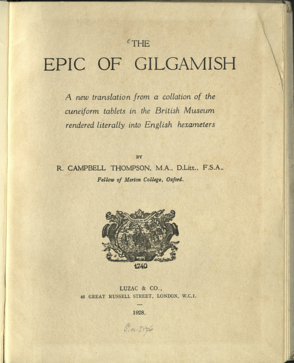 THE
EPIC OF GILGAMISH
A new translation from a collation of the
cuneiform tablets in the British Museum
rendered literally into English hexameters
BY
R. CAMPBELL THOMPSON, M.A., D.Litt., F.S.A.,
Fellow of Merton College, Oxford.
1740
LUZAC & CO.,
46 GREAT RUSSELL STREET, LONDON, W.C.1.
1928.